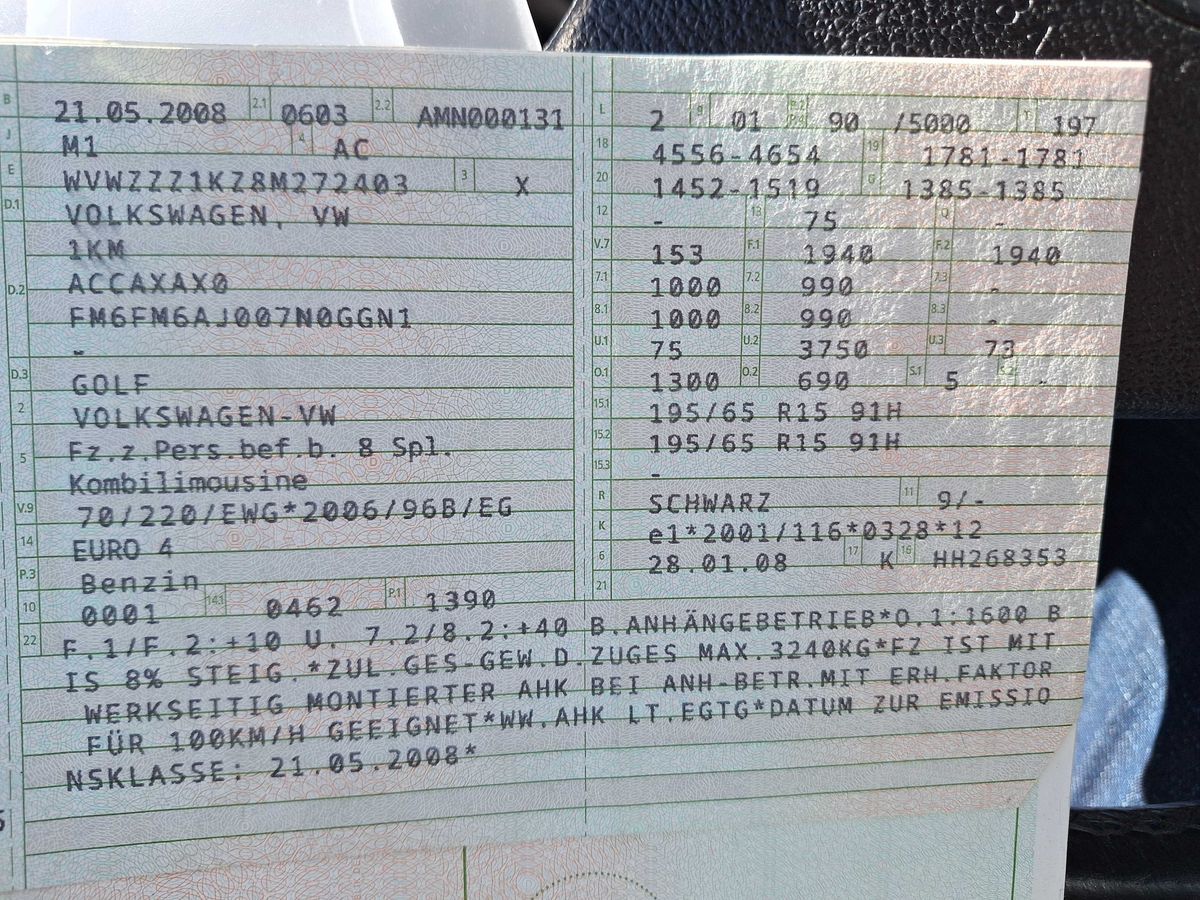 B 21.05.2008 2.1 0603 2.2 AMN000131
J M1 4 AC
E WVWZZZ1KZ8M272403 3 X
D.1 VOLKSWAGEN, VW
1KM
D.2 ACCAXAX0
FM6FM6AJ007N0GGN1
-
D.3 GOLF
2 VOLKSWAGEN-VW
5 Fz.z.Pers.bef.b. 8 Spl.
Kombilimousine
V.9 70/220/EWG*2006/96B/EG
14 EURO 4
P.3 Benzin
10 0001 14.1 0462 P.1 1390
L 2 9 01 P.2 P.4 90 /5000 T 197
18 4556-4654 19 1781-1781
20 1452-1519 G 1385-1385
12 - 13 75 Q -
V.7 153 F.1 1940 F.2 1940
7.1 1000 7.2 990 7.3 -
8.1 1000 8.2 990 8.3 -
U.1 75 U.2 3750 U.3 73
O.1 1300 O.2 690 S.1 5 S.2 -
15.1 195/65 R15 91H
15.2 195/65 R15 91H
15.3 -
R SCHWARZ 11 9/-
K e1*2001/116*0328*12
6 28.01.08 17 K 16 HH268353
21
22 F.1/F.2:+10 U. 7.2/8.2:+40 B.ANHÄNGEBETRIEB*O.1:1600 B
IS 8% STEIG.*ZUL.GES-GEW.D.ZUGES MAX.3240KG*FZ IST MIT
WERKSEITIG MONTIERTER AHK BEI ANH-BETR.MIT ERH.FAKTOR
FÜR 100KM/H GEEIGNET*WW.AHK LT.EGTG*DATUM ZUR EMISSIO
NSKLASSE: 21.05.2008*